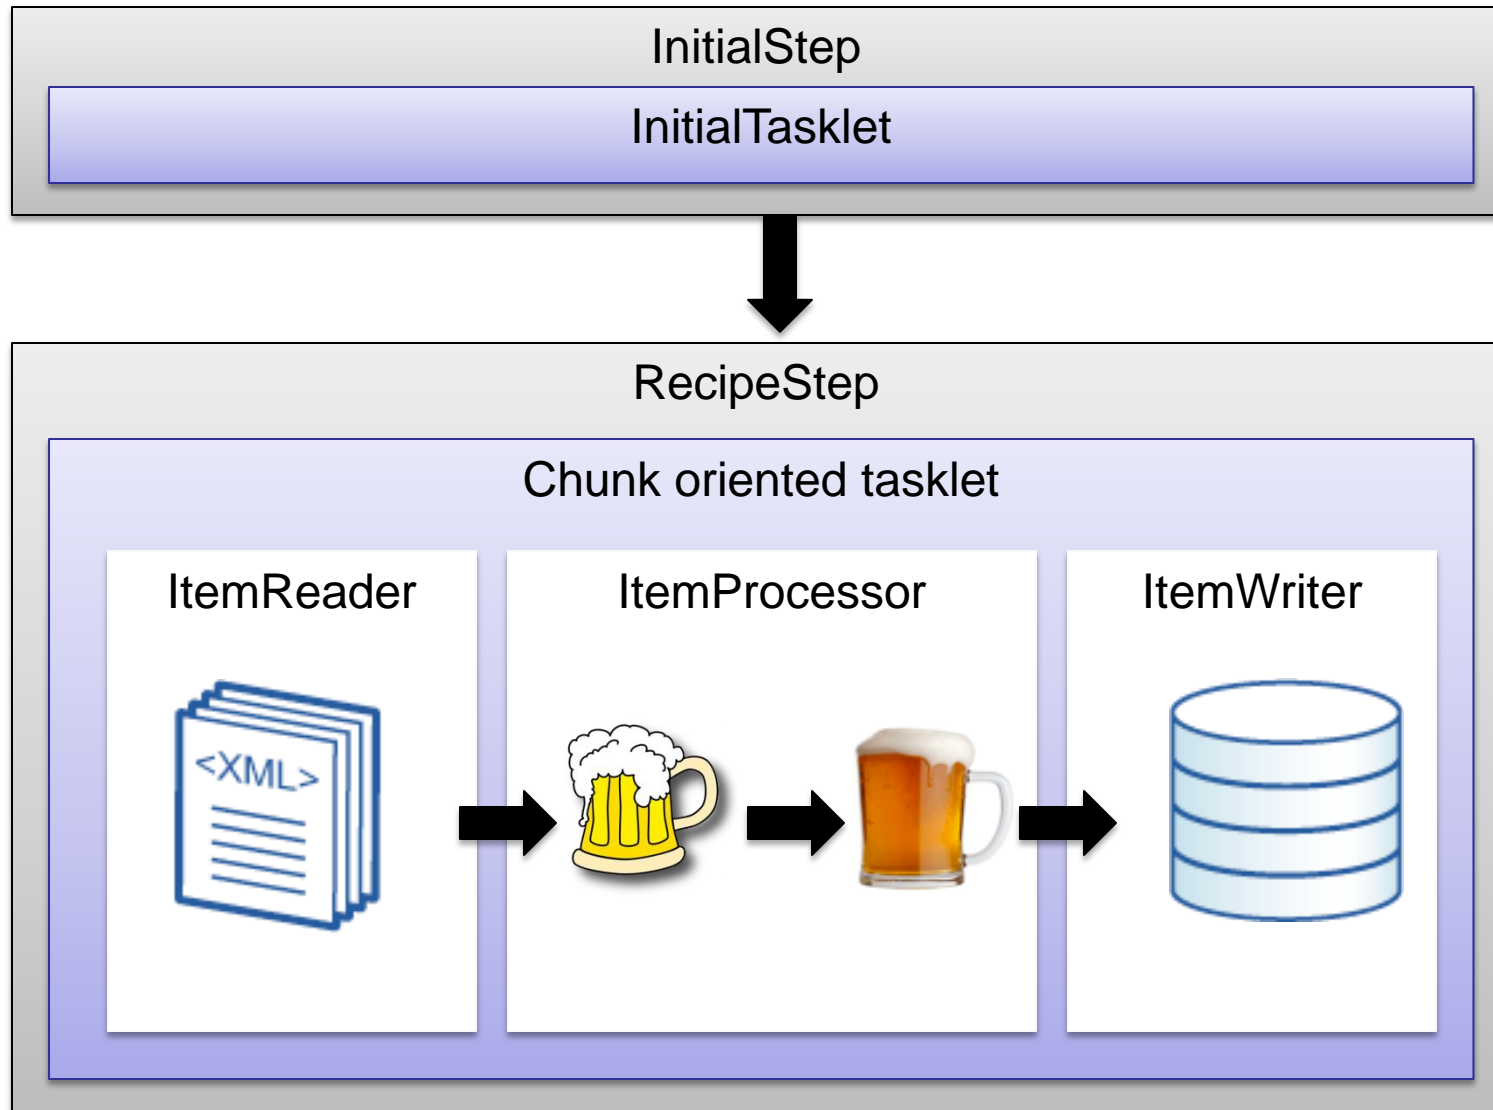 InitialStep
InitialTasklet
RecipeStep
Chunk oriented tasklet
ItemReader
ItemProcessor
ItemWriter
<XML>